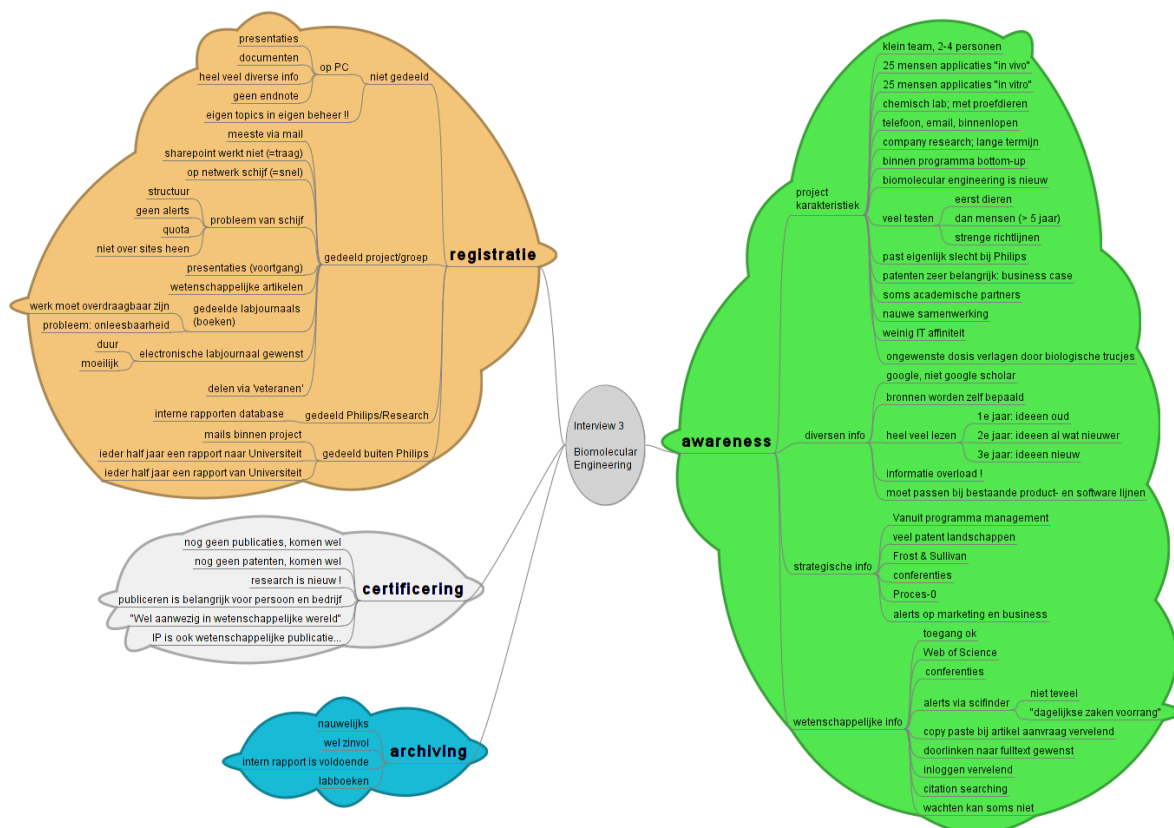 Interview 3
Biomolecular
Engineering
registratie
niet gedeeld
op PC
presentaties
documenten
heel veel diverse info
geen endnote
eigen topics in eigen beheer !!
gedeeld project/groep
meeste via mail
sharepoint werkt niet (=traag)
op netwerk schijf (=snel)
probleem van schijf
structuur
geen alerts
quota
niet over sites heen
presentaties (voortgang)
wetenschappelijke artikelen
gedeelde labjournaals
(boeken)
werk moet overdraagbaar zijn
probleem: onleesbaarheid
electronische labjournaal gewenst
duur
moeilijk
delen via 'veteranen'
gedeeld Philips/Research
interne rapporten database
gedeeld buiten Philips
mails binnen project
ieder half jaar een rapport naar Universiteit
ieder half jaar een rapport van Universiteit
certificering
nog geen publicaties, komen wel
nog geen patenten, komen wel
research is nieuw !
publiceren is belangrijk voor persoon en bedrijf
"Wel aanwezig in wetenschappelijke wereld"
IP is ook wetenschappelijke publicatie...
archiving
nauwelijks
wel zinvol
intern rapport is voldoende
labboeken
awareness
project
karakteristiek
klein team, 2-4 personen
25 mensen applicaties "in vivo"
25 mensen applicaties "in vitro"
chemisch lab; met proefdieren
telefoon, email, binnenlopen
company research; lange termijn
binnen programma bottom-up
biomolecular engineering is nieuw
veel testen
eerst dieren
dan mensen (> 5 jaar)
strenge richtlijnen
past eigenlijk slecht bij Philips
patenten zeer belangrijk: business case
soms academische partners
nauwe samenwerking
weinig IT affiniteit
ongewenste dosis verlagen door biologische trucjes
diversen info
google, niet google scholar
bronnen worden zelf bepaald
heel veel lezen
1e jaar: ideeen oud
2e jaar: ideeen al wat nieuwer
3e jaar: ideeen nieuw
informatie overload !
moet passen bij bestaande product- en software lijnen
strategische info
Vanuit programma management
veel patent landschappen
Frost & Sullivan
conferenties
Proces-0
alerts op marketing en business
wetenschappelijke info
toegang ok
Web of Science
conferenties
alerts via scifinder
niet teveel
"dagelijkse zaken voorrang"
copy paste bij artikel aanvraag vervelend
doorlinken naar fulltext gewenst
inloggen vervelend
citation searching
wachten kan soms niet